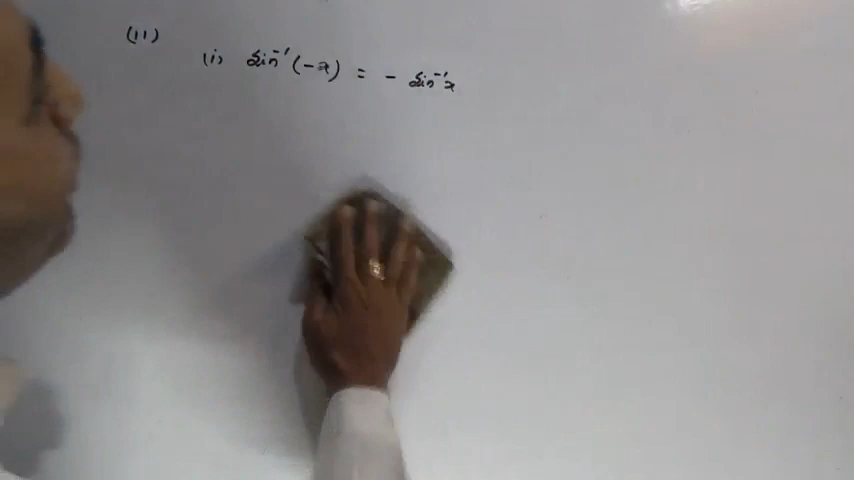 (11)
(i) Sin⁻¹(-x) = - Sin⁻¹x